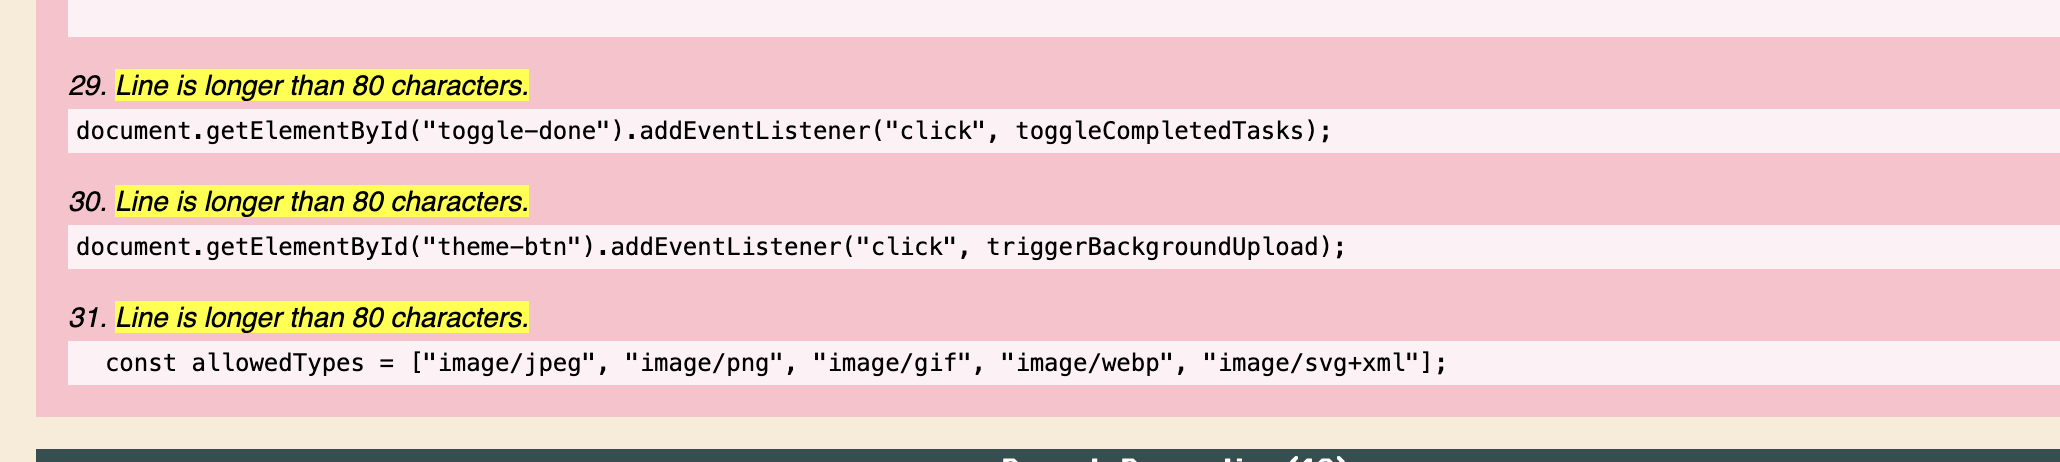 29. Line is longer than 80 characters.
document.getElementById("toggle-done").addEventListener("click", toggleCompletedTasks);
30. Line is longer than 80 characters.
document.getElementById("theme-btn").addEventListener("click", triggerBackgroundUpload);
31. Line is longer than 80 characters.
  const allowedTypes = ["image/jpeg", "image/png", "image/gif", "image/webp", "image/svg+xml"];